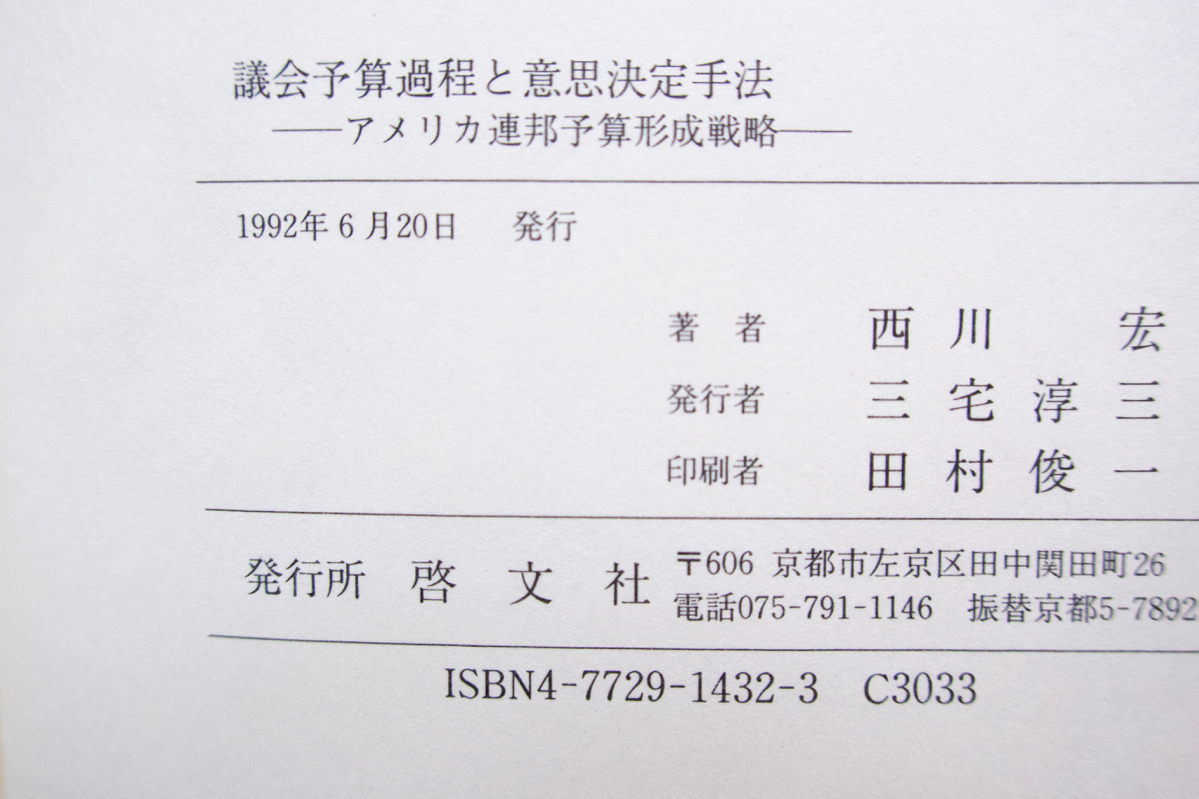 議会予算過程と意思決定手法
——アメリカ連邦予算形成戦略——
1992年6月20日 発行
著者 西川 宏
発行者 三宅淳三
印刷者 田村俊一
発行所 啓文社
〒606 京都市左京区田中関田町26
電話075-791-1146 振替京都5-7892
ISBN4-7729-1432-3 C3033